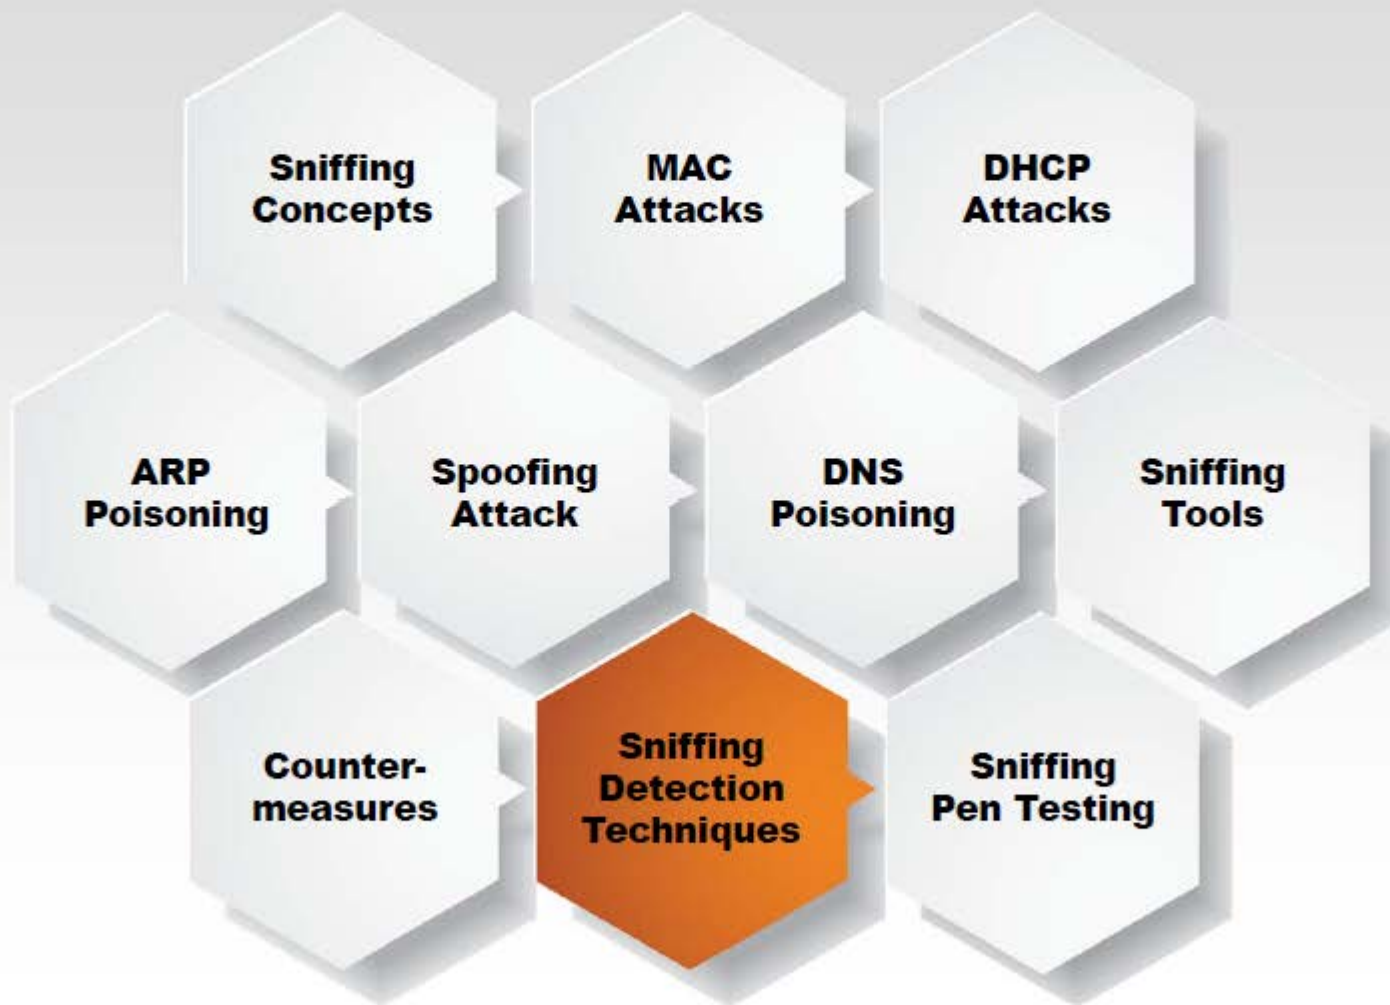 Sniffing
Concepts
MAC
Attacks
DHCP
Attacks
ARP
Poisoning
Spoofing
Attack
DNS
Poisoning
Sniffing
Tools
Counter-
measures
Sniffing
Detection
Techniques
Sniffing
Pen Testing